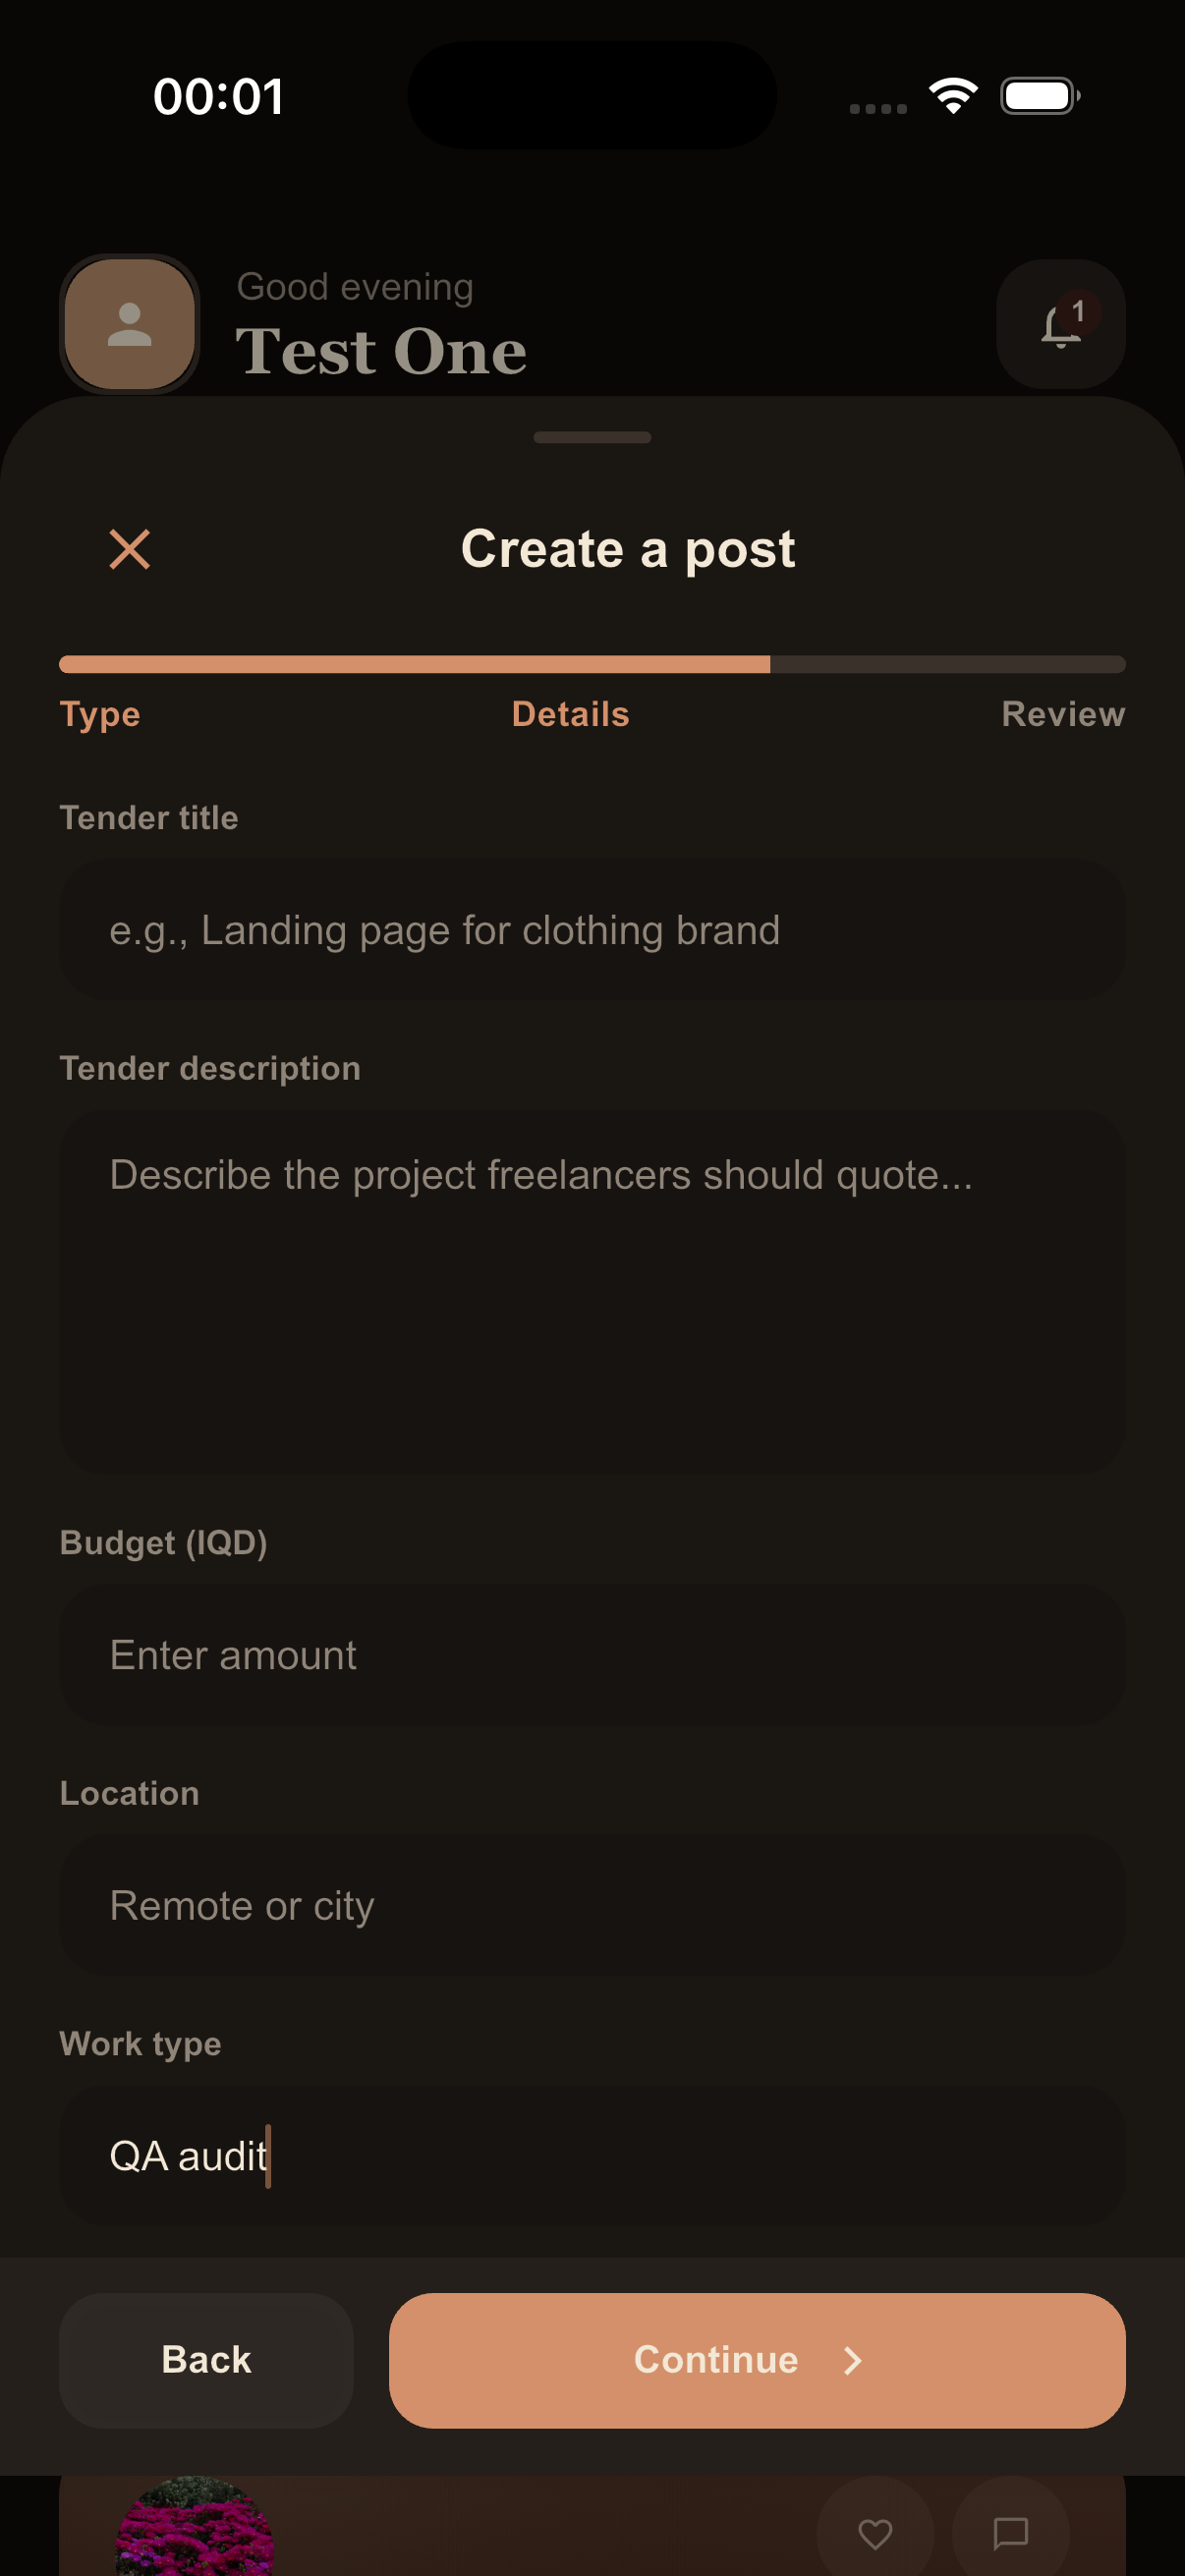 00:01
Good evening
Test One
1
Create a post
Type
Details
Review
Tender title
e.g., Landing page for clothing brand
Tender description
Describe the project freelancers should quote...
Budget (IQD)
Enter amount
Location
Remote or city
Work type
QA audit
Back
Continue